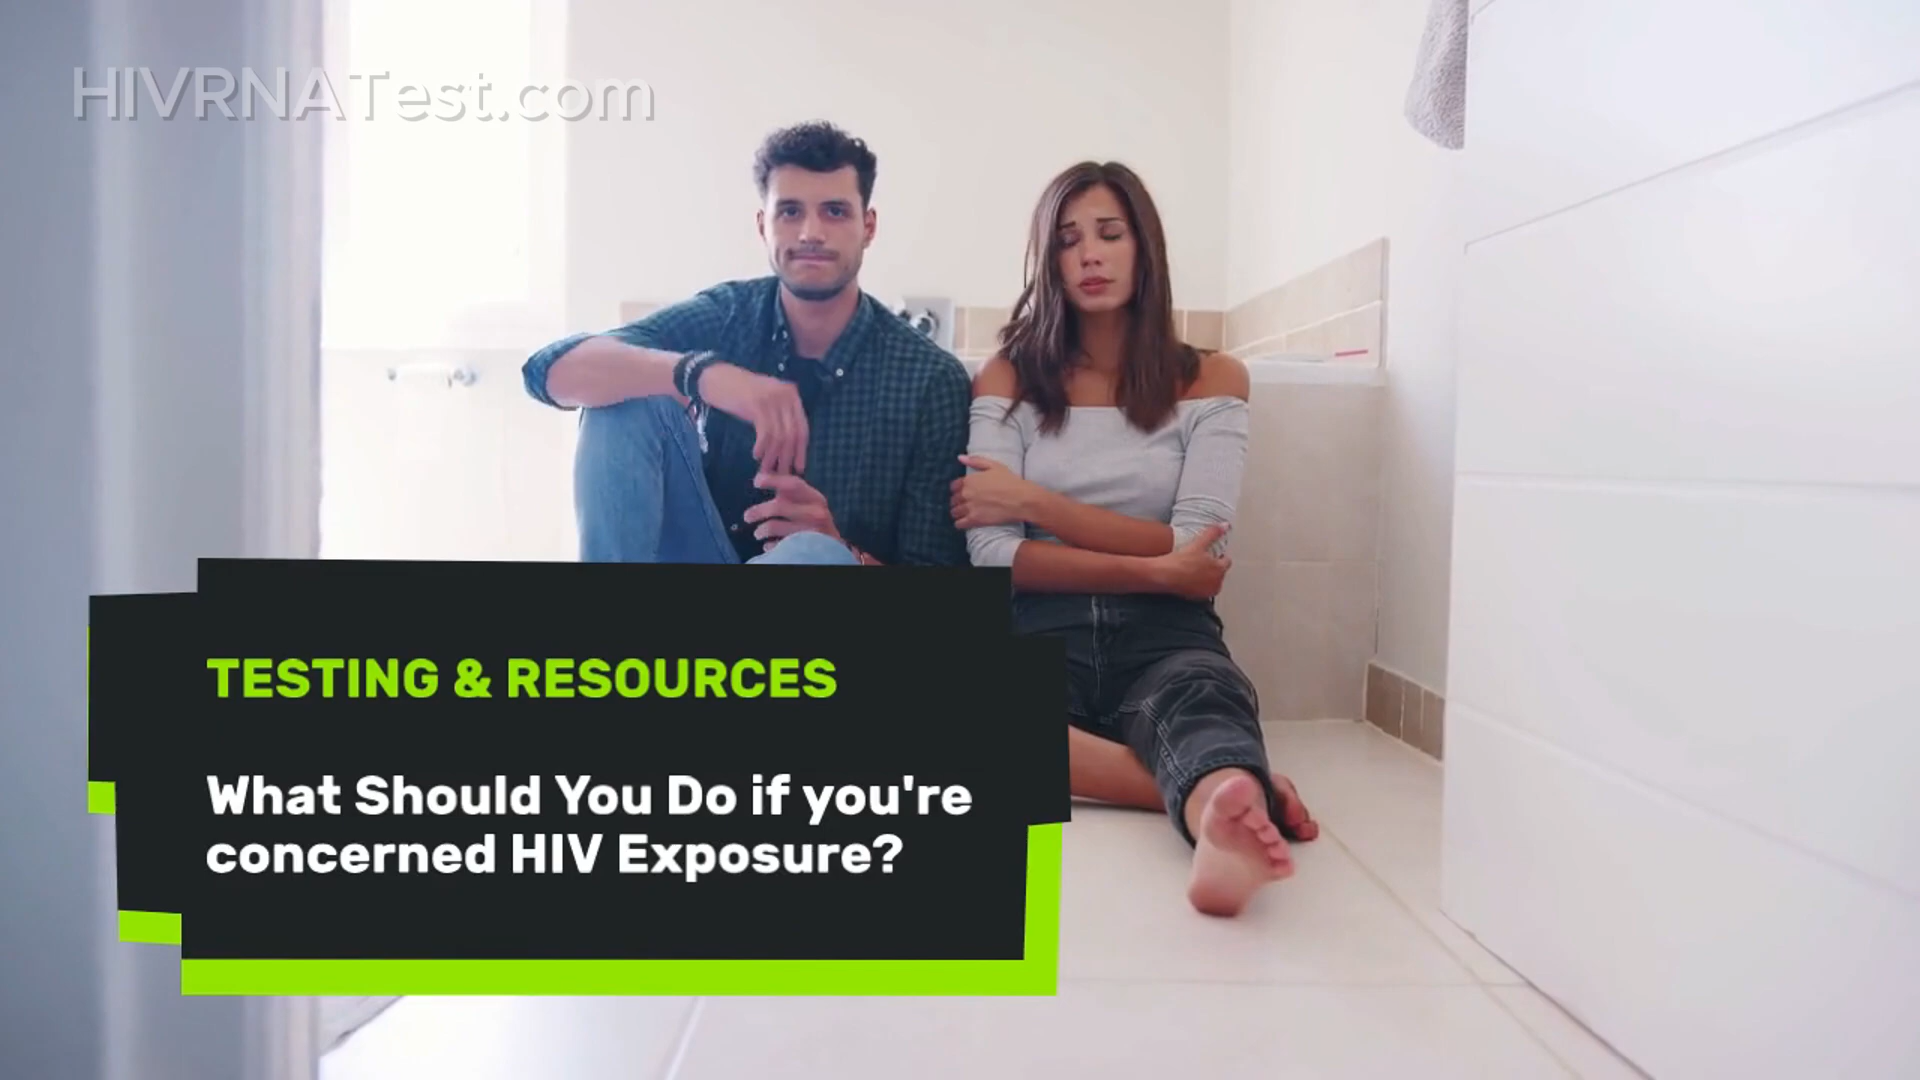 HIVRNATest.com
TESTING & RESOURCES
What Should You Do if you're
concerned HIV Exposure?